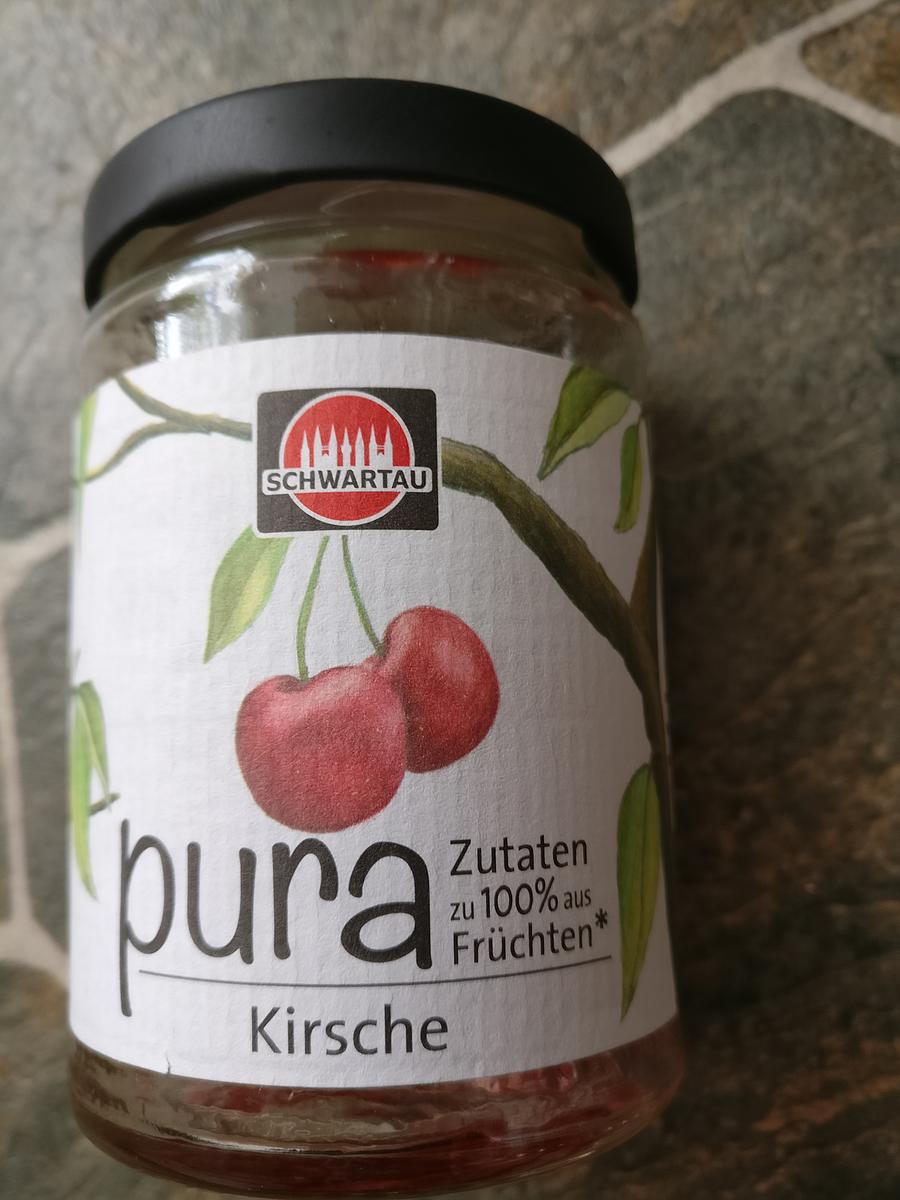 SCHWARTAU
pura
Zutaten
zu 100% aus
Früchten*
Kirsche